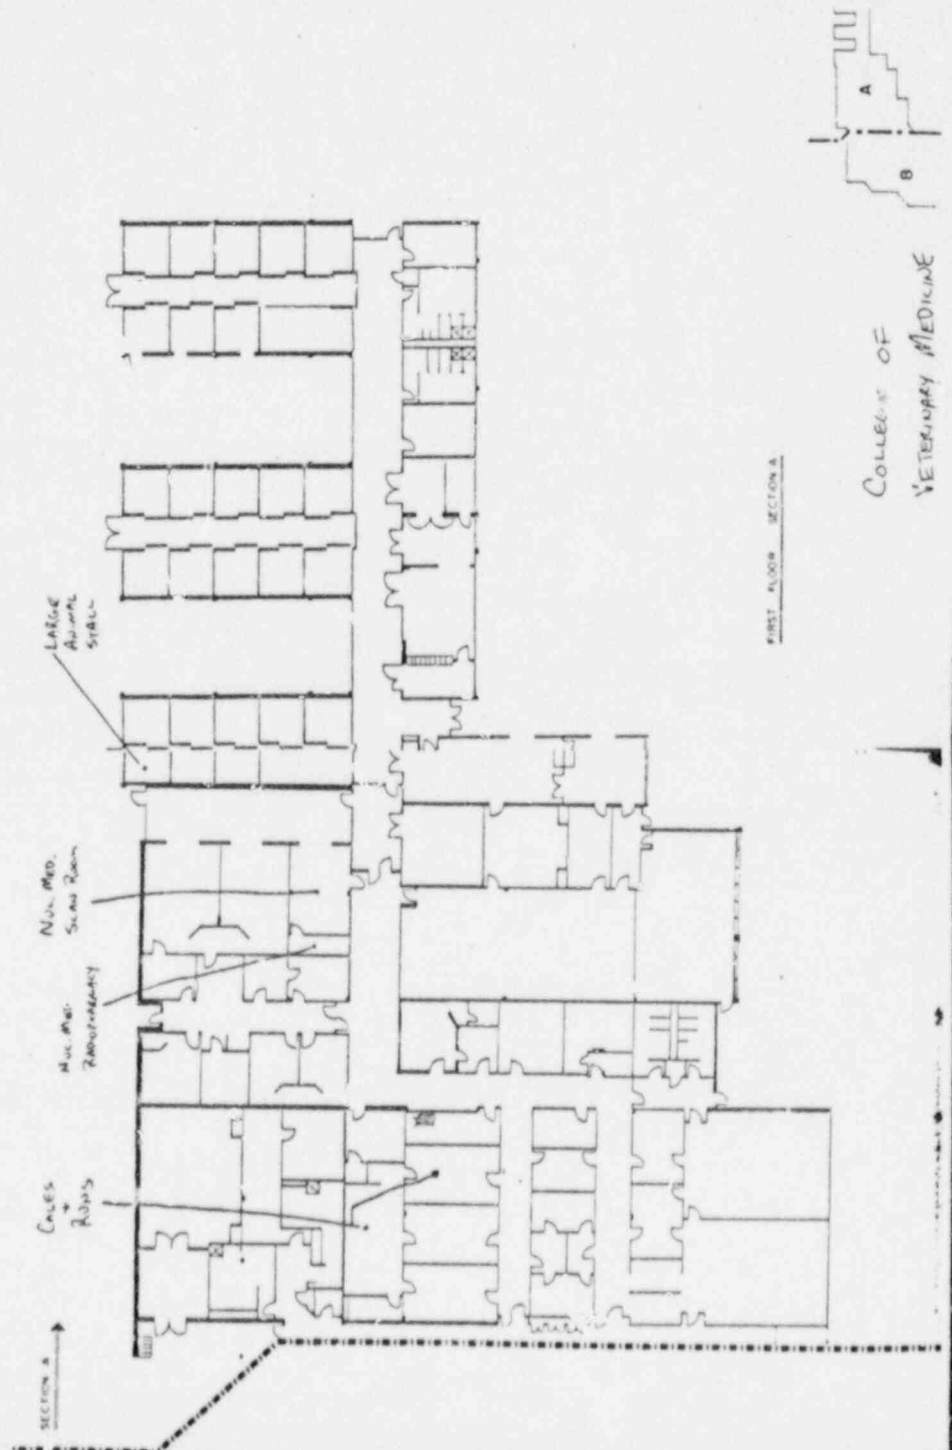 SECTION A
CAGES
+
RUNS
NUC. MED.
RADIOPHARMACY
NUC. MED.
SCAN ROOM
LARGE
ANIMAL
STALL
FIRST FLOOR SECTION A
COLLEGE OF
VETERINARY MEDICINE
A
B